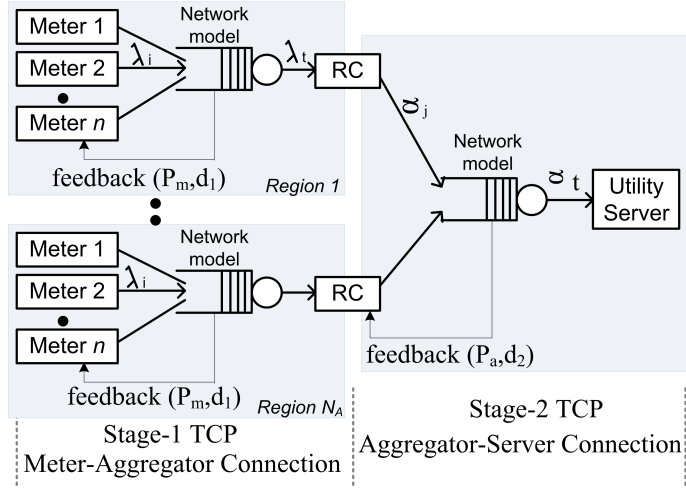 Meter 1
Meter 2
Meter n
λi
Network
model
λt
RC
feedback (Pm,d1)
Region 1
αj
Network
model
α t
Utility
Server
Meter 1
Meter 2
Meter n
λi
Network
model
RC
feedback (Pm,d1)
Region NA
feedback (Pa,d2)
Stage-1 TCP
Meter-Aggregator Connection
Stage-2 TCP
Aggregator-Server Connection